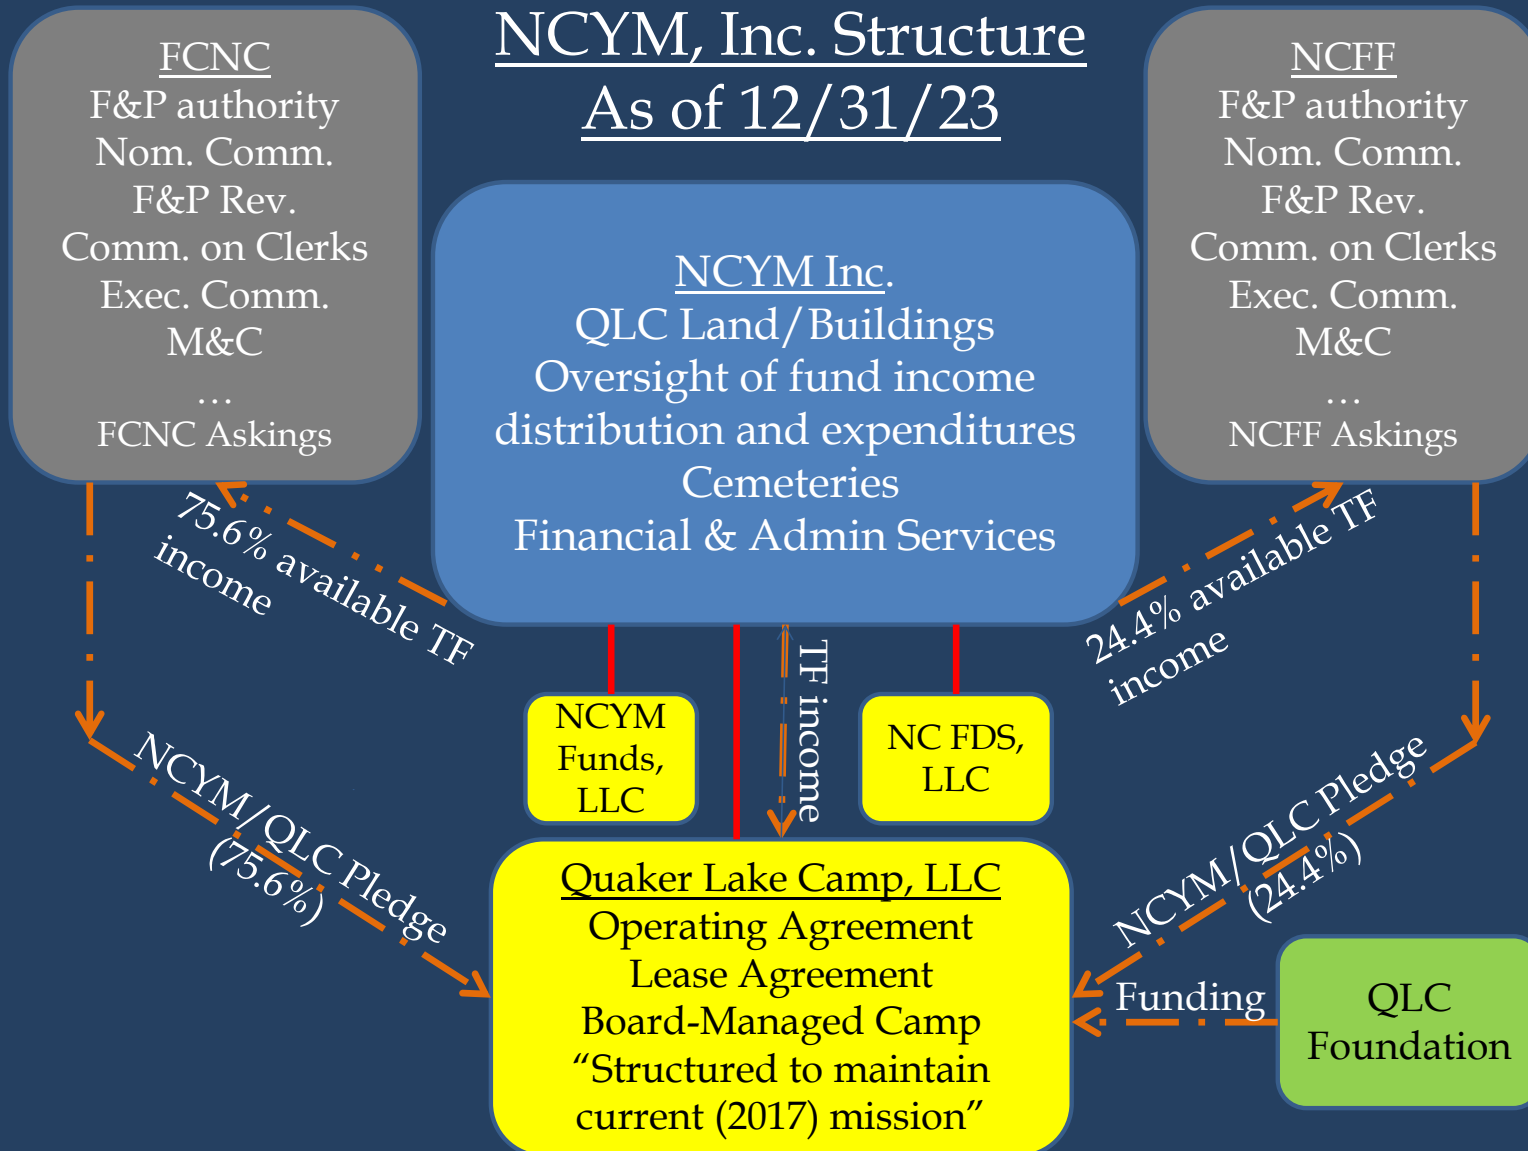 NCYM, Inc. Structure
As of 12/31/23
FCNC
F&P authority
Nom. Comm.
F&P Rev.
Comm. on Clerks
Exec. Comm.
M&C
…
FCNC Askings
NCYM Inc.
QLC Land/Buildings
Oversight of fund income
distribution and expenditures
Cemeteries
Financial & Admin Services
NCFF
F&P authority
Nom. Comm.
F&P Rev.
Comm. on Clerks
Exec. Comm.
M&C
…
NCFF Askings
75.6% available TF
income
24.4% available TF
income
NCYM
Funds,
LLC
TF income
NC FDS,
LLC
NCYM/QLC Pledge
(75.6%)
NCYM/QLC Pledge
(24.4%)
Quaker Lake Camp, LLC
Operating Agreement
Lease Agreement
Board-Managed Camp
“Structured to maintain
current (2017) mission”
Funding
QLC
Foundation